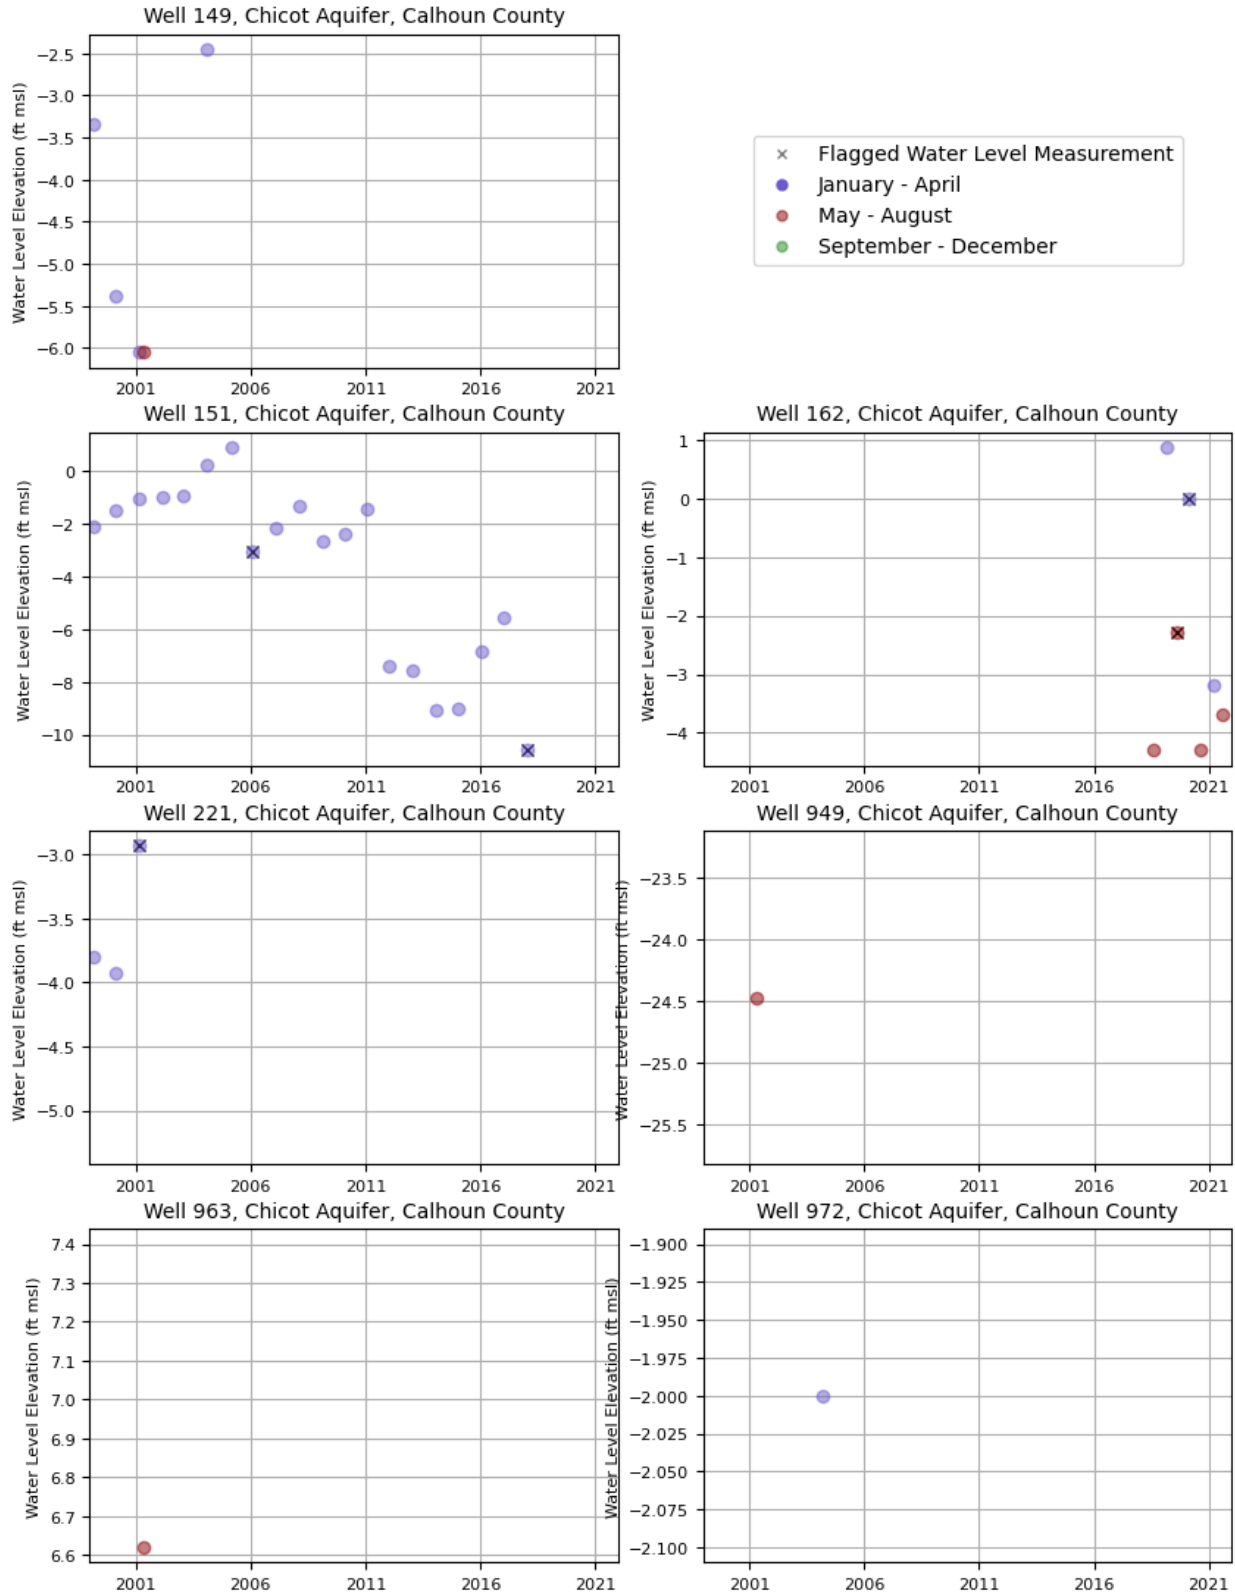 Well 149, Chicot Aquifer, Calhoun County
Water Level Elevation (ft msl)
−2.5
−3.0
−3.5
−4.0
−4.5
−5.0
−5.5
−6.0
2001 2006 2011 2016 2021
Flagged Water Level Measurement
January - April
May - August
September - December
Well 151, Chicot Aquifer, Calhoun County
Water Level Elevation (ft msl)
0
−2
−4
−6
−8
−10
2001 2006 2011 2016 2021
Well 162, Chicot Aquifer, Calhoun County
Water Level Elevation (ft msl)
1
0
−1
−2
−3
−4
2001 2006 2011 2016 2021
Well 221, Chicot Aquifer, Calhoun County
Water Level Elevation (ft msl)
−3.0
−3.5
−4.0
−4.5
−5.0
2001 2006 2011 2016 2021
Well 949, Chicot Aquifer, Calhoun County
Water Level Elevation (ft msl)
−23.5
−24.0
−24.5
−25.0
−25.5
2001 2006 2011 2016 2021
Well 963, Chicot Aquifer, Calhoun County
Water Level Elevation (ft msl)
7.4
7.3
7.2
7.1
7.0
6.9
6.8
6.7
6.6
2001 2006 2011 2016 2021
Well 972, Chicot Aquifer, Calhoun County
Water Level Elevation (ft msl)
−1.900
−1.925
−1.950
−1.975
−2.000
−2.025
−2.050
−2.075
−2.100
2001 2006 2011 2016 2021